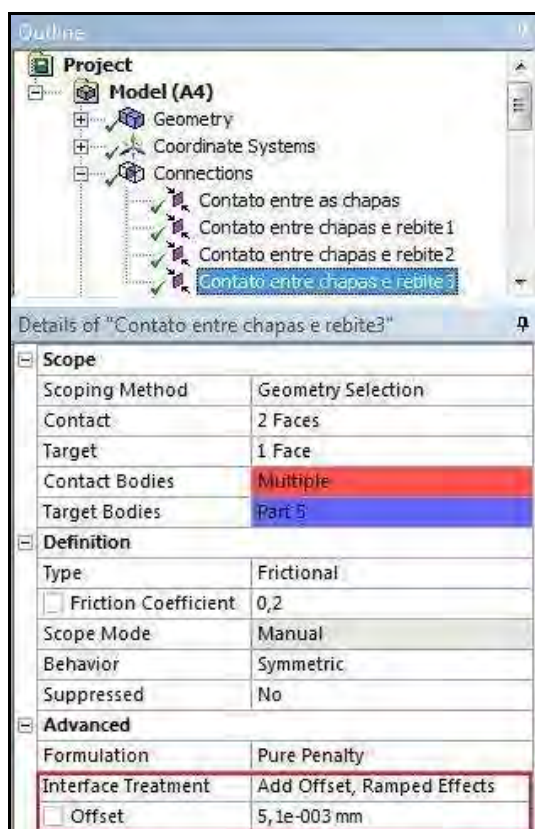 Outline
Project
Model (A4)
Geometry
Coordinate Systems
Connections
Contato entre as chapas
Contato entre chapas e rebite1
Contato entre chapas e rebite2
Contato entre chapas e rebite3
Details of "Contato entre chapas e rebite3"
Scope
Scoping Method Geometry Selection
Contact 2 Faces
Target 1 Face
Contact Bodies Multiple
Target Bodies Part 5
Definition
Type Frictional
Friction Coefficient 0,2
Scope Mode Manual
Behavior Symmetric
Suppressed No
Advanced
Formulation Pure Penalty
Interface Treatment Add Offset, Ramped Effects
Offset 5,1e-003 mm